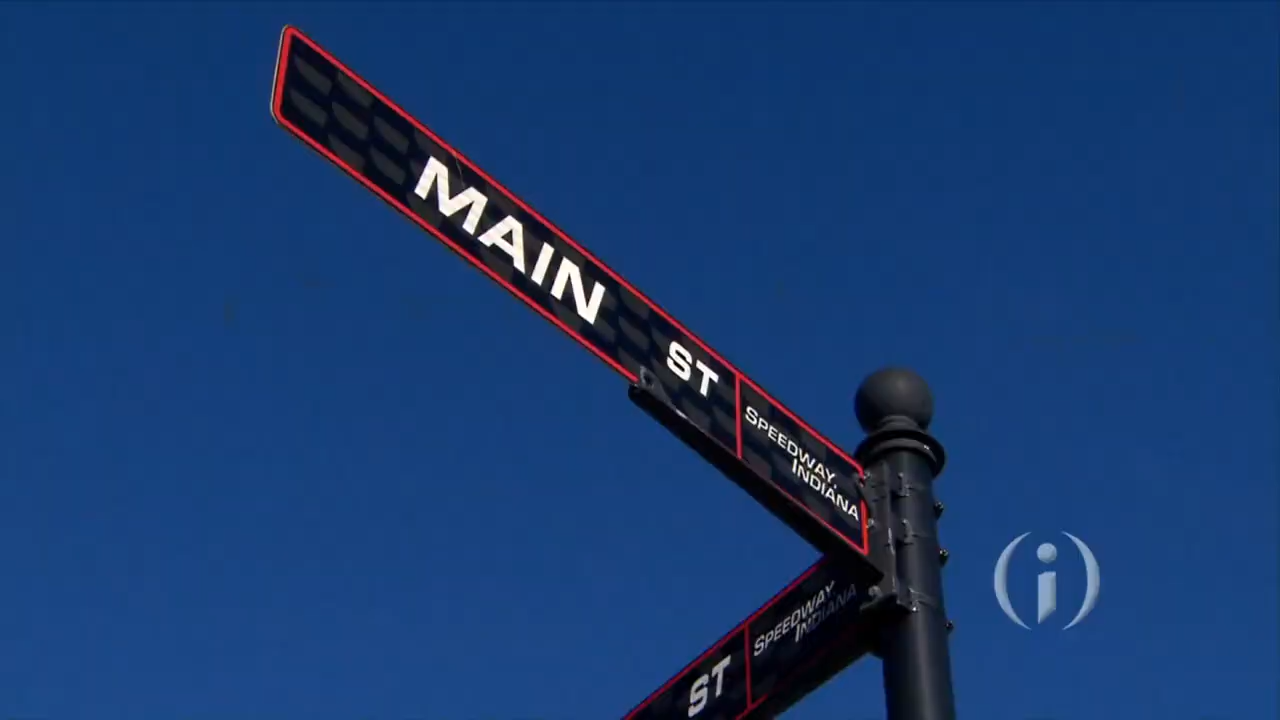 MAIN ST
SPEEDWAY,
INDIANA
ST
SPEEDWAY
INDIANA
(i)